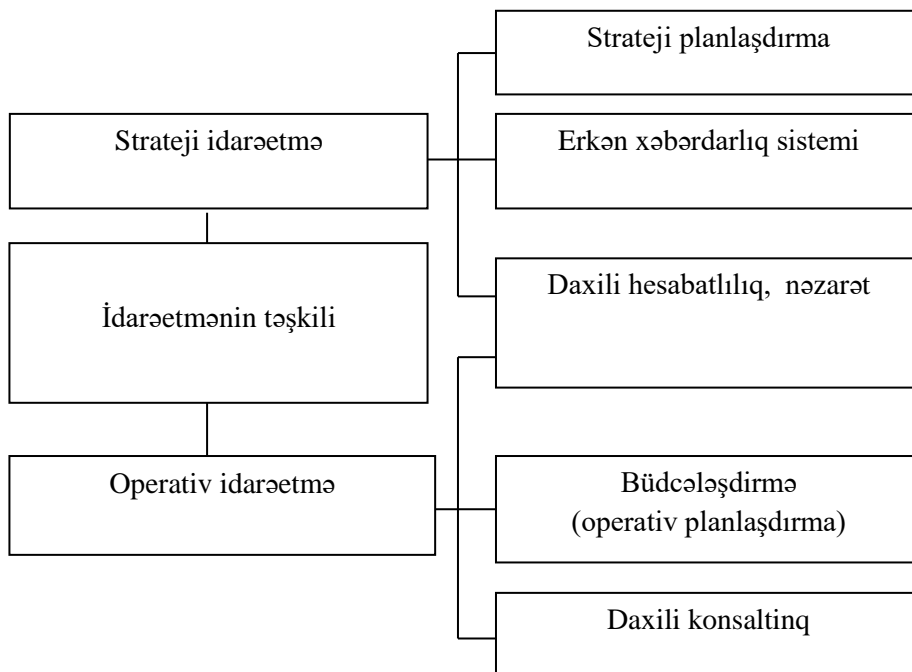 Strateji planlaşdırma
Strateji idarəetmə
Erkən xəbərdarlıq sistemi
İdarəetmənin təşkili
Daxili hesabatlılıq, nəzarət
Operativ idarəetmə
Büdcələşdirmə
(operativ planlaşdırma)
Daxili konsaltinq